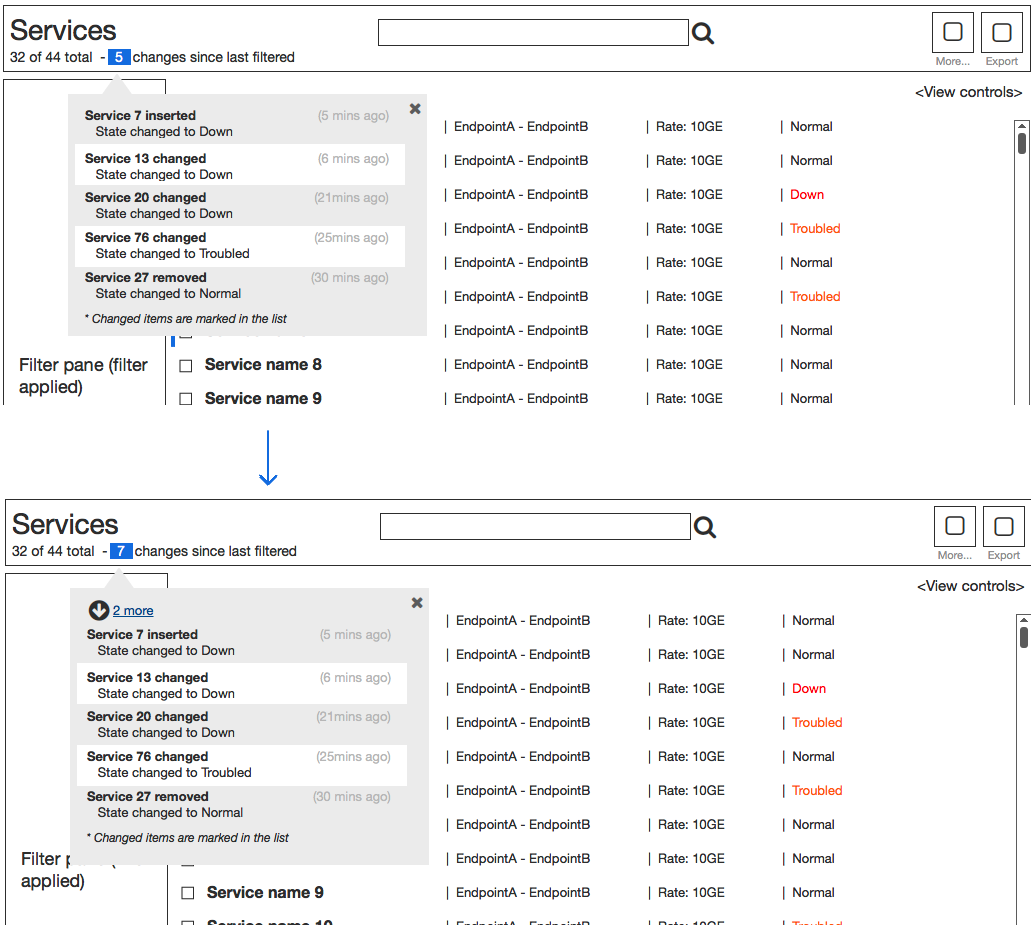 Services
32 of 44 total - 5 changes since last filtered
More... Export
<View controls>
Service 7 inserted (5 mins ago)
State changed to Down
Service 13 changed (6 mins ago)
State changed to Down
Service 20 changed (21mins ago)
State changed to Down
Service 76 changed (25mins ago)
State changed to Troubled
Service 27 removed (30 mins ago)
State changed to Normal
* Changed items are marked in the list
| EndpointA - EndpointB | Rate: 10GE | Normal
| EndpointA - EndpointB | Rate: 10GE | Normal
| EndpointA - EndpointB | Rate: 10GE | Down
| EndpointA - EndpointB | Rate: 10GE | Troubled
| EndpointA - EndpointB | Rate: 10GE | Normal
| EndpointA - EndpointB | Rate: 10GE | Troubled
| EndpointA - EndpointB | Rate: 10GE | Normal
Filter pane (filter
applied)
Service name 8 | EndpointA - EndpointB | Rate: 10GE | Normal
Service name 9 | EndpointA - EndpointB | Rate: 10GE | Normal
Services
32 of 44 total - 7 changes since last filtered
More... Export
<View controls>
2 more
Service 7 inserted (5 mins ago)
State changed to Down
Service 13 changed (6 mins ago)
State changed to Down
Service 20 changed (21mins ago)
State changed to Down
Service 76 changed (25mins ago)
State changed to Troubled
Service 27 removed (30 mins ago)
State changed to Normal
* Changed items are marked in the list
| EndpointA - EndpointB | Rate: 10GE | Normal
| EndpointA - EndpointB | Rate: 10GE | Normal
| EndpointA - EndpointB | Rate: 10GE | Down
| EndpointA - EndpointB | Rate: 10GE | Troubled
| EndpointA - EndpointB | Rate: 10GE | Normal
| EndpointA - EndpointB | Rate: 10GE | Troubled
| EndpointA - EndpointB | Rate: 10GE | Normal
| EndpointA - EndpointB | Rate: 10GE | Normal
Filter
applied)
Service name 9 | EndpointA - EndpointB | Rate: 10GE | Normal
Service name 10 | EndpointA - EndpointB | Rate: 10GE | Troubled